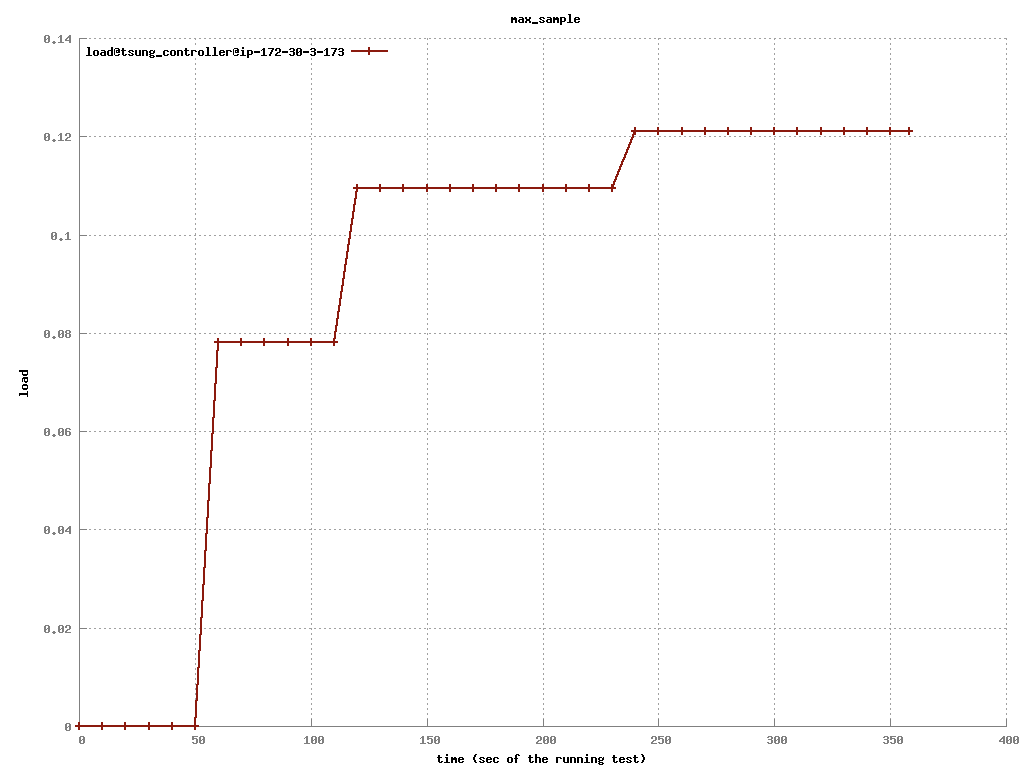 max_sample
load@tsung_controller@ip-172-30-3-173
0.14
0.12
0.1
0.08
0.06
0.04
0.02
0
load
0 50 100 150 200 250 300 350 400
time (sec of the running test)